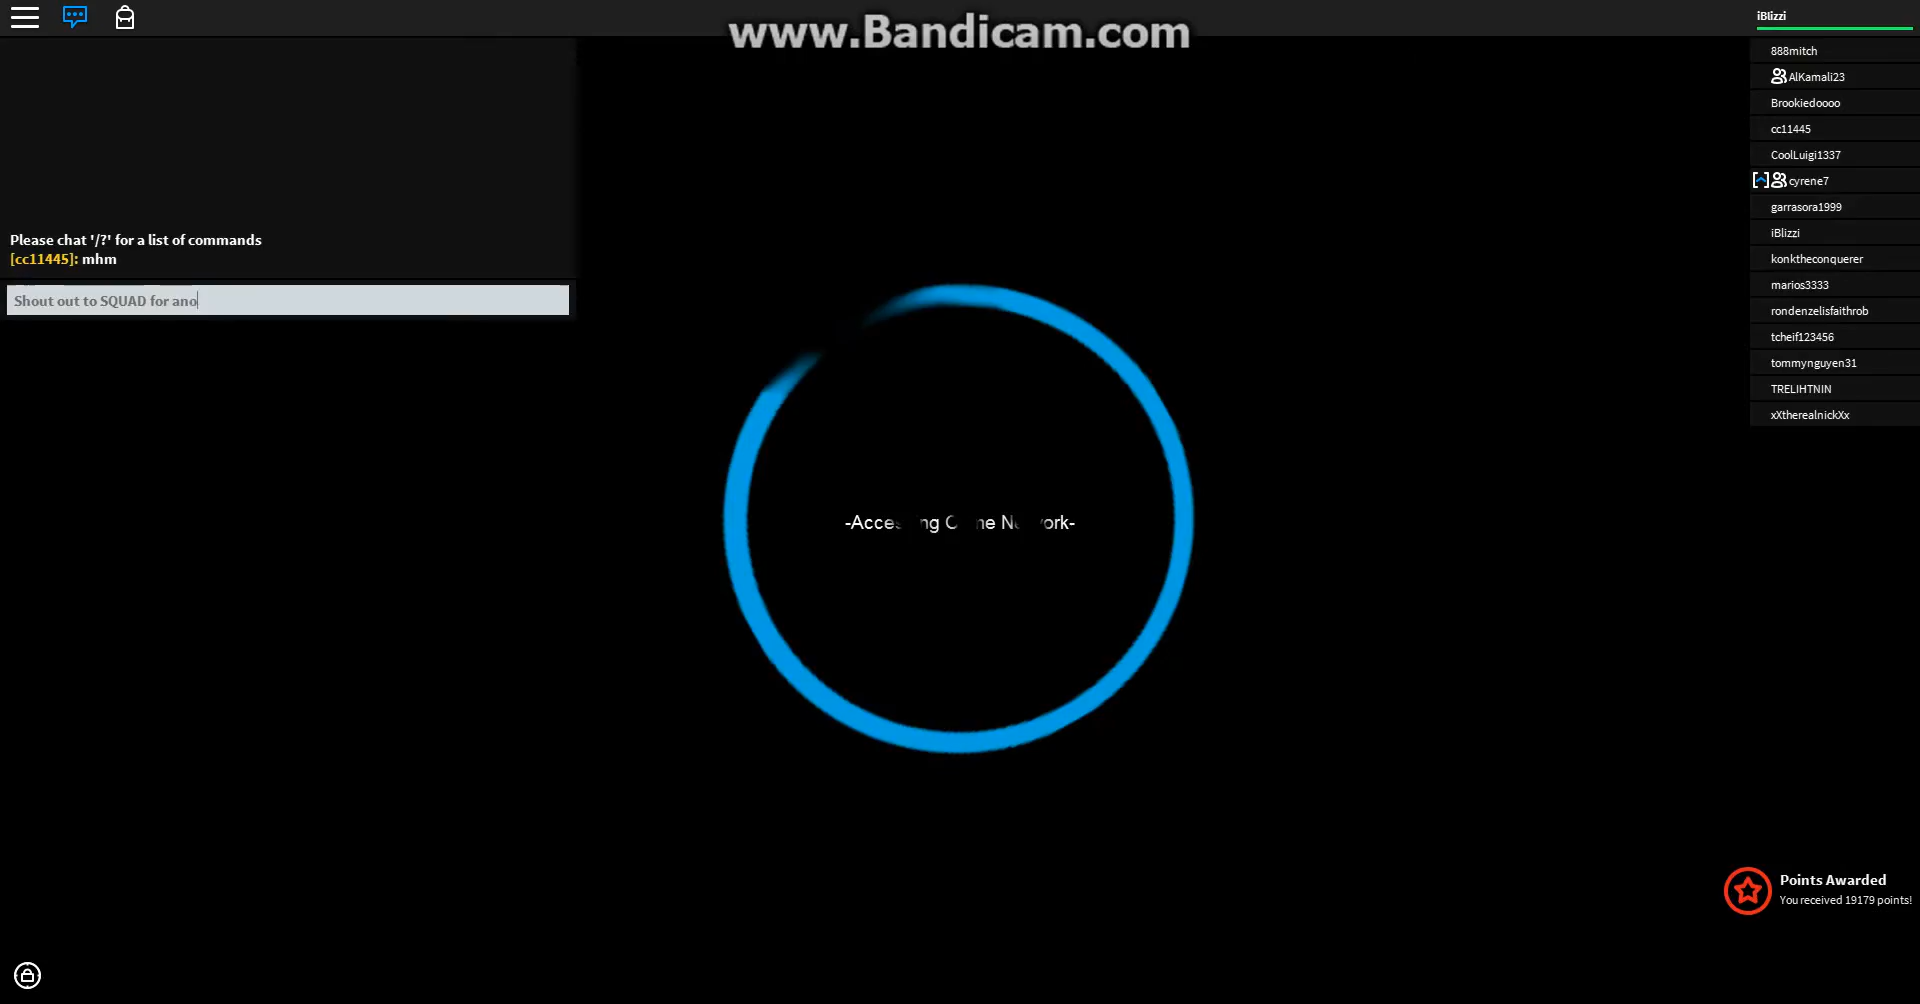 www.Bandicam.com
iBlizzi
888mitch
AlKamali23
Brookiedoooo
cc11445
CoolLuigi1337
cyrene7
garrasora1999
iBlizzi
konktheconquerer
marios3333
rondenzelisfaithrob
tcheif123456
tommynguyen31
TRELIHTNIN
xXtherealnickXx
Please chat '/?' for a list of commands
[cc11445]: mhm
Shout out to SQUAD for ano
Points Awarded
You received 19179 points!